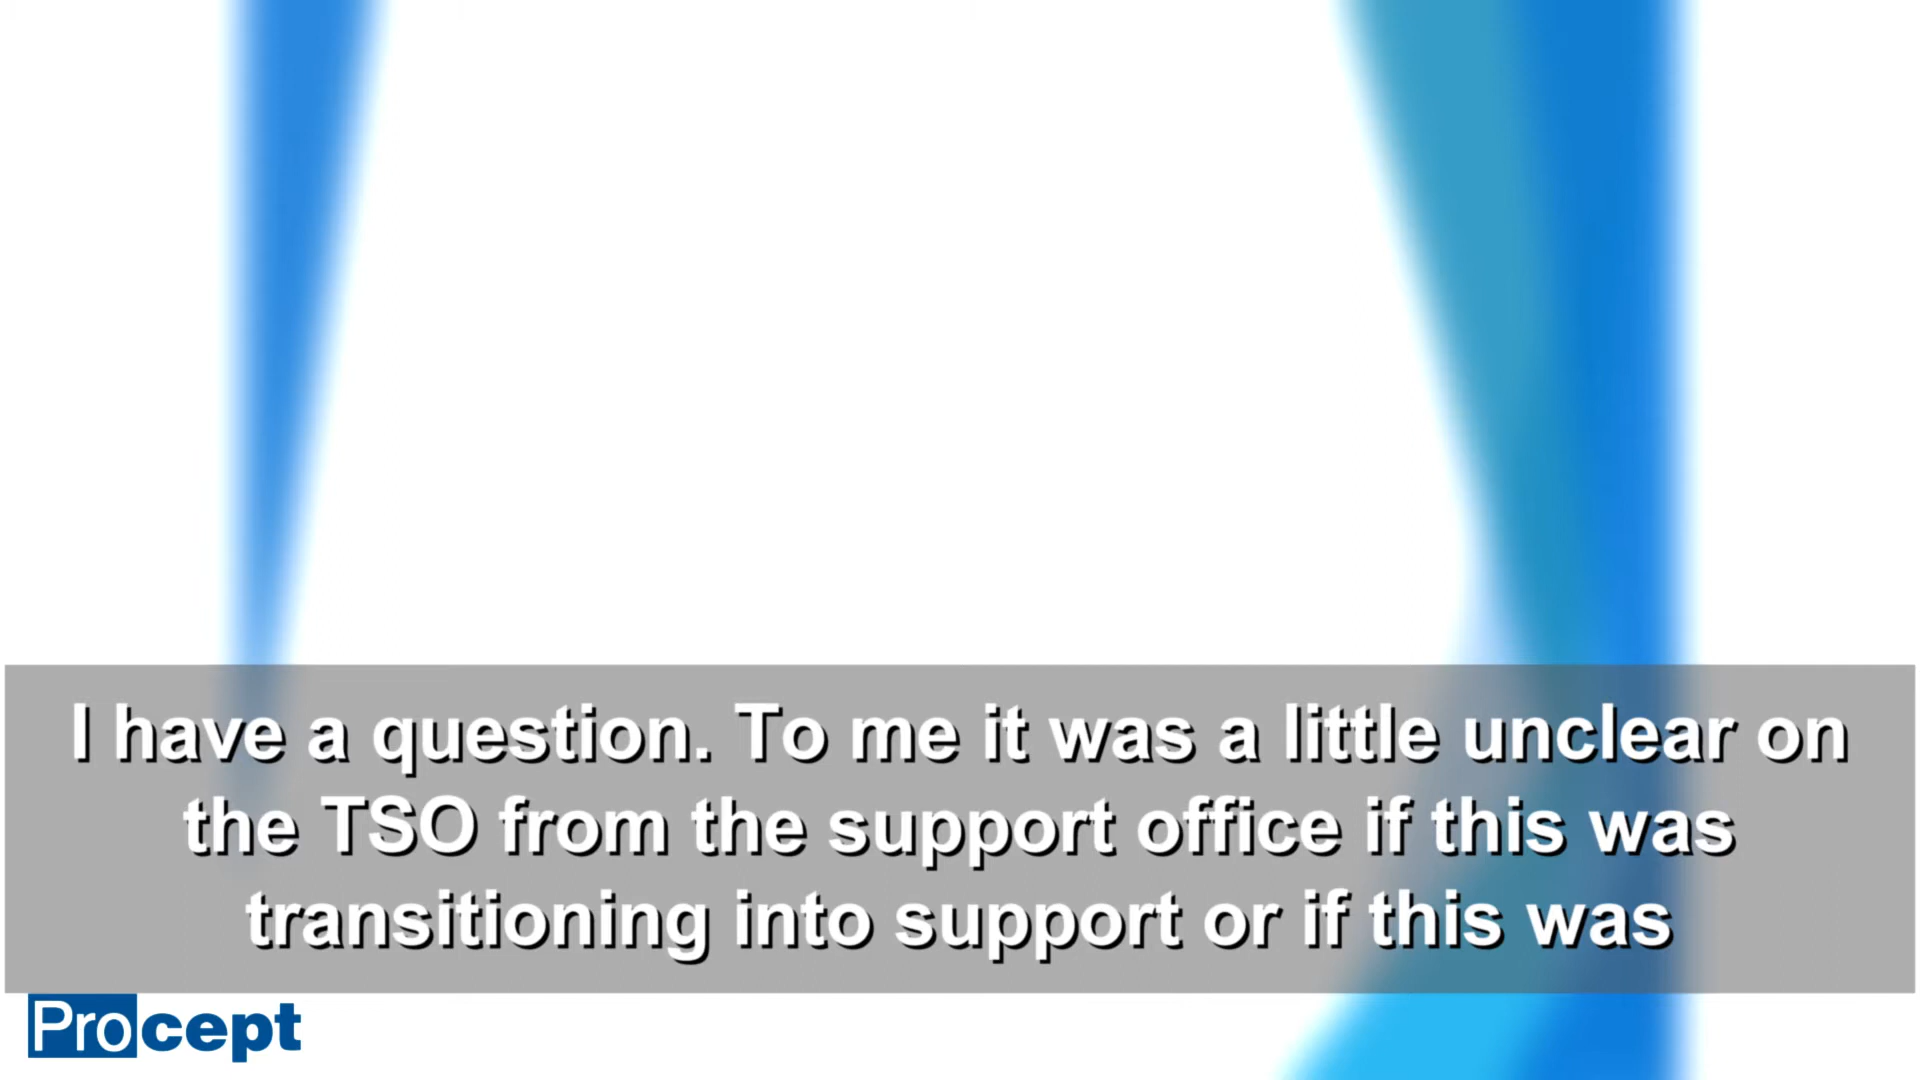 I have a question. To me it was a little unclear on
the TSO from the support office if this was
transitioning into support or if this was
Procept